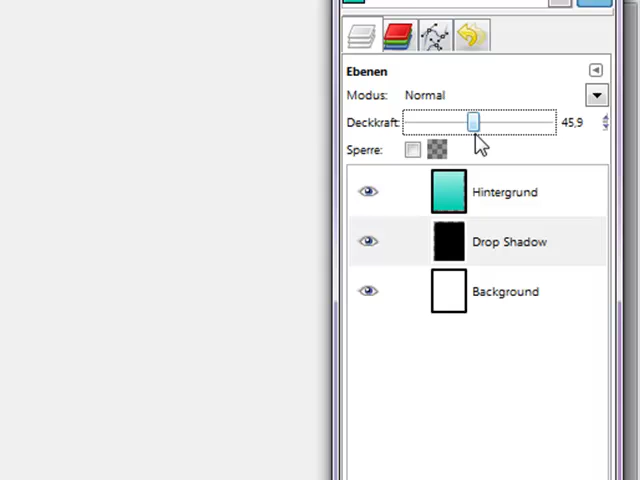 Ebenen
Modus: Normal
Deckkraft: 45,9
Sperre:
Hintergrund
Drop Shadow
Background